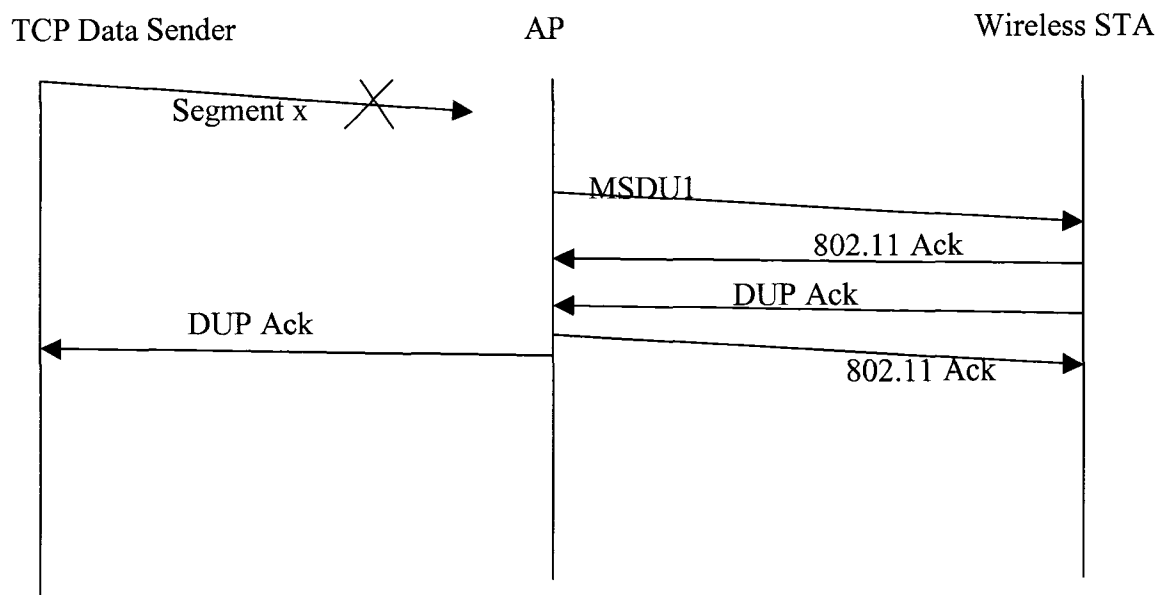 TCP Data Sender
AP
Wireless STA
Segment x
MSDU1
802.11 Ack
DUP Ack
DUP Ack
802.11 Ack